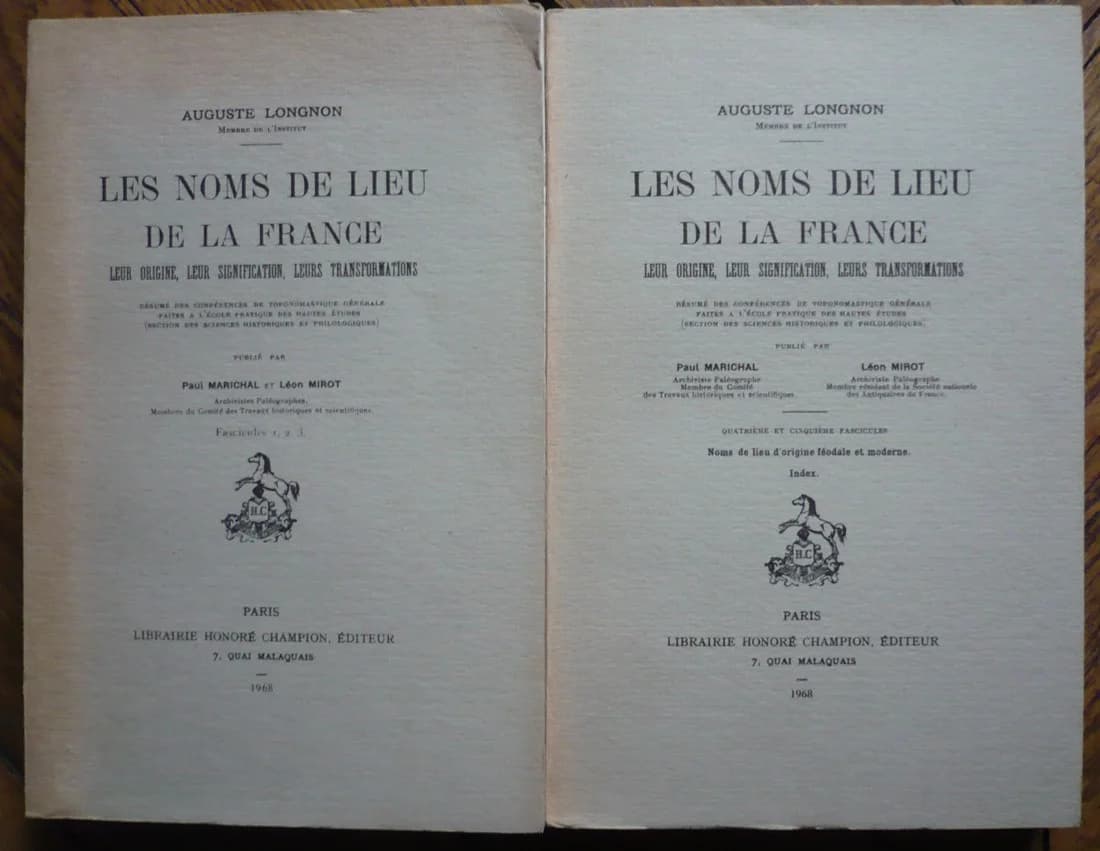 AUGUSTE LONGNON
MEMBRE DE L'INSTITUT
LES NOMS DE LIEU
DE LA FRANCE
LEUR ORIGINE, LEUR SIGNIFICATION, LEURS TRANSFORMATIONS
RÉSUMÉ DES CONFÉRENCES DE TOPONOMASTIQUE GÉNÉRALE
FAITES A L'ÉCOLE PRATIQUE DES HAUTES ÉTUDES
(SECTION DES SCIENCES HISTORIQUES ET PHILOLOGIQUES)
PUBLIÉ PAR
Paul MARICHAL ET Léon MIROT
Archivistes Paléographes,
Membres du Comité des Travaux historiques et scientifiques.
Fascicules 1, 2, 3.
H.C
PARIS
LIBRAIRIE HONORÉ CHAMPION, ÉDITEUR
7, QUAI MALAQUAIS
1968
AUGUSTE LONGNON
MEMBRE DE L'INSTITUT
LES NOMS DE LIEU
DE LA FRANCE
LEUR ORIGINE, LEUR SIGNIFICATION, LEURS TRANSFORMATIONS
RÉSUMÉ DES CONFÉRENCES DE TOPONOMASTIQUE GÉNÉRALE
FAITES A L'ÉCOLE PRATIQUE DES HAUTES ÉTUDES
(SECTION DES SCIENCES HISTORIQUES ET PHILOLOGIQUES)
PUBLIÉ PAR
Paul MARICHAL
Archiviste Paléographe
Membre du Comité
des Travaux historiques et scientifiques.
Léon MIROT
Archiviste Paléographe
Membre résidant de la Société nationale
des Antiquaires de France.
QUATRIÈME ET CINQUIÈME FASCICULES
Noms de lieu d'origine féodale et moderne.
Index.
H.C
PARIS
LIBRAIRIE HONORÉ CHAMPION, ÉDITEUR
7, QUAI MALAQUAIS
1968